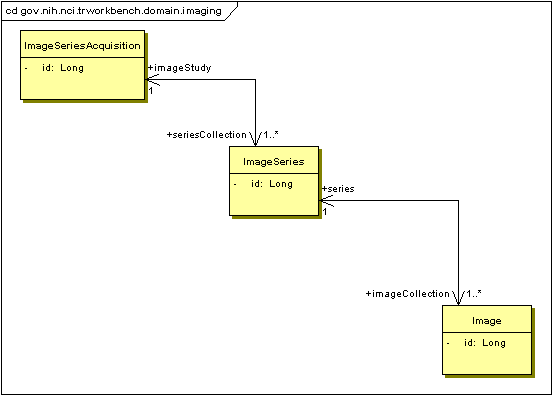 cd gov.nih.nci.trworkbench.domain.imaging
ImageSeriesAcquisition
- id: Long
+imageStudy
1
+seriesCollection 1..*
ImageSeries
- id: Long
+series
1
+imageCollection 1..*
Image
- id: Long